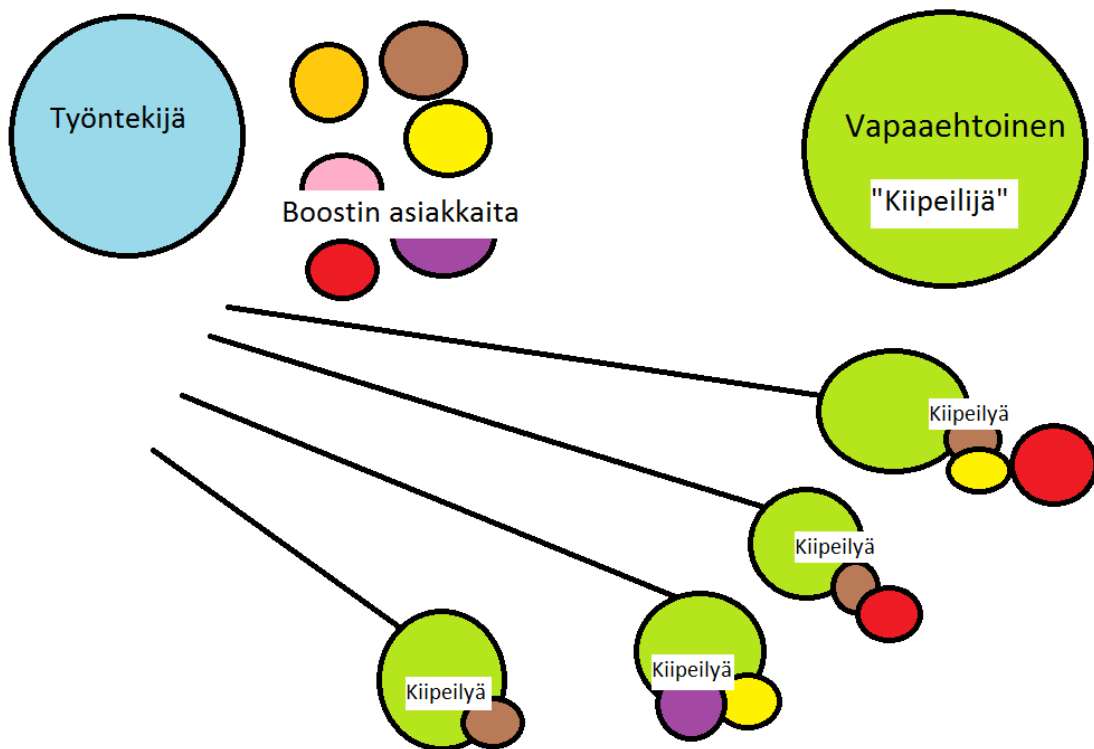 Työntekijä
Vapaaehtoinen
"Kiipeilijä"
Boostin asiakkaita
Kiipeilyä
Kiipeilyä
Kiipeilyä
Kiipeilyä